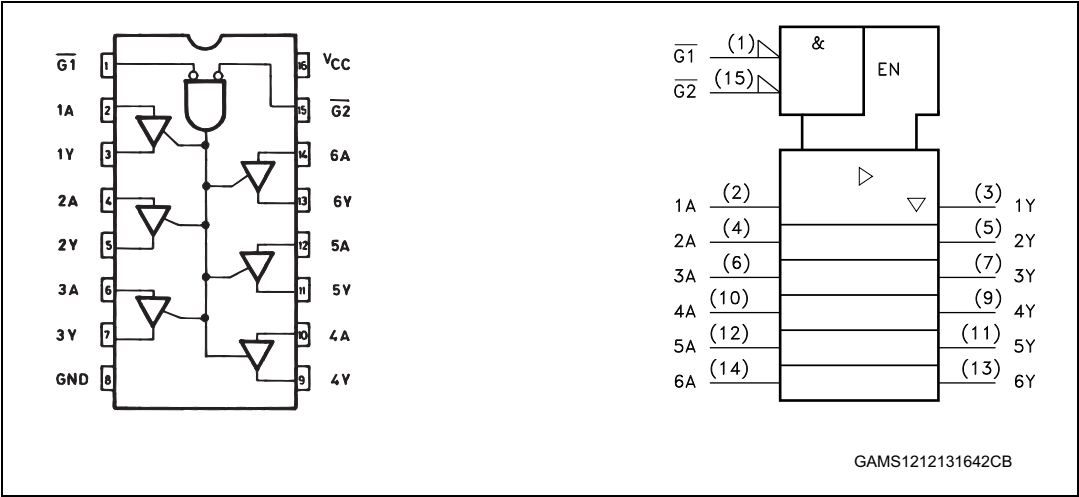 G1 1 16 VCC
1A 2 15 G2
1Y 3 14 6A
2A 4 13 6Y
2Y 5 12 5A
3A 6 11 5Y
3Y 7 10 4A
GND 8 9 4Y
G1 (1) & EN
G2 (15)
1A (2) (3) 1Y
2A (4) (5) 2Y
3A (6) (7) 3Y
4A (10) (9) 4Y
5A (12) (11) 5Y
6A (14) (13) 6Y
GAMS1212131642CB